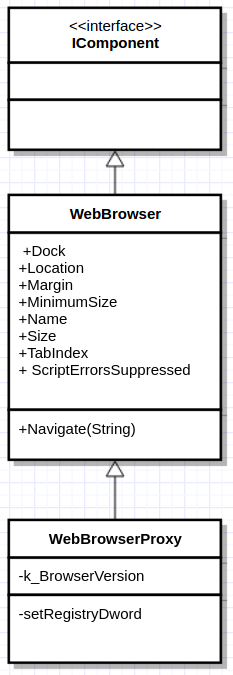 <<interface>>
IComponent
WebBrowser
+Dock
+Location
+Margin
+MinimumSize
+Name
+Size
+TabIndex
+ ScriptErrorsSuppressed
+Navigate(String)
WebBrowserProxy
-k_BrowserVersion
-setRegistryDword